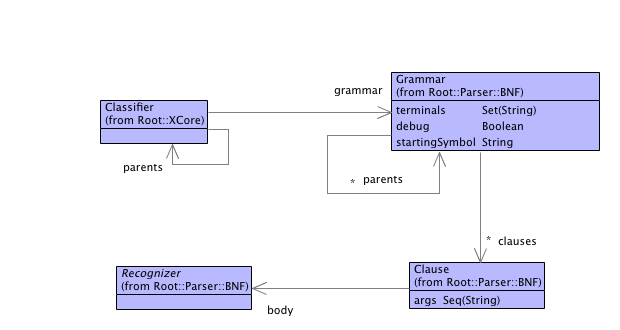 Grammar
(from Root::Parser::BNF)
grammar
Classifier
(from Root::XCore)
terminals Set(String)
debug Boolean
startingSymbol String
parents
* parents
* clauses
Recognizer
(from Root::Parser::BNF)
Clause
(from Root::Parser::BNF)
args Seq(String)
body